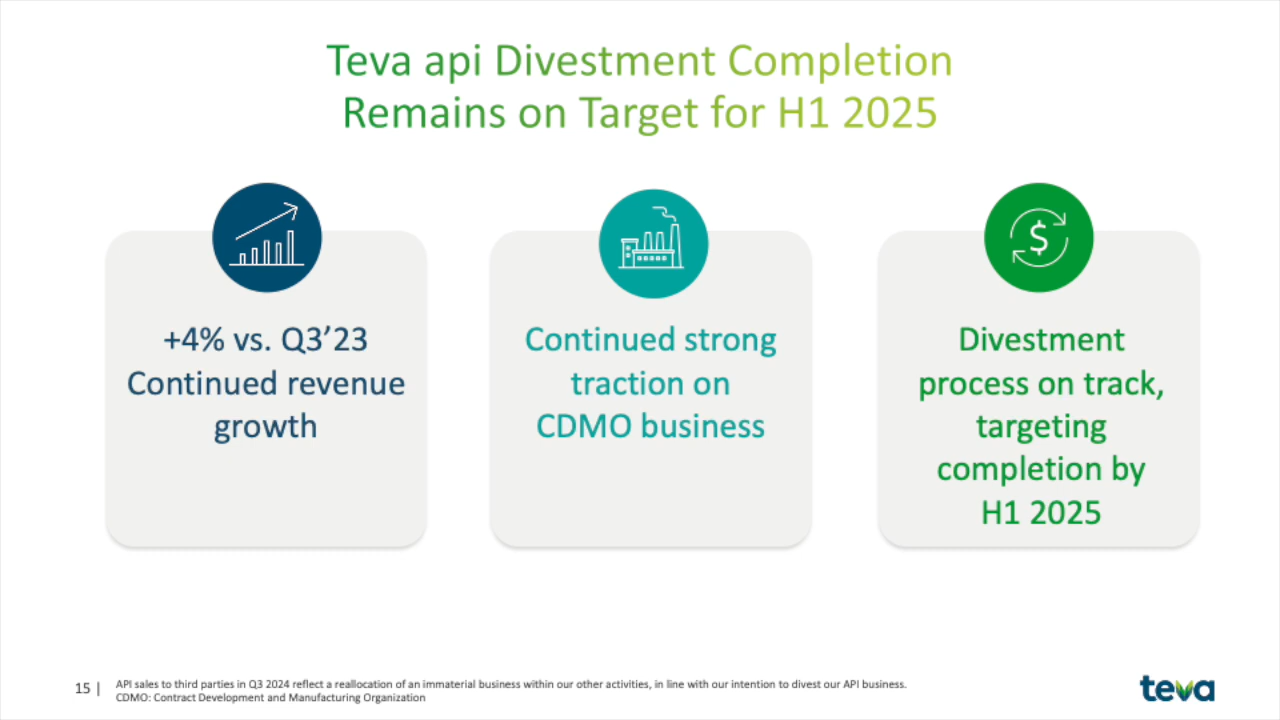 Teva api Divestment Completion
Remains on Target for H1 2025
+4% vs. Q3’23
Continued revenue
growth
Continued strong
traction on
CDMO business
$
Divestment
process on track,
targeting
completion by
H1 2025
15 |
API sales to third parties in Q3 2024 reflect a reallocation of an immaterial business within our other activities, in line with our intention to divest our API business.
CDMO: Contract Development and Manufacturing Organization
teva